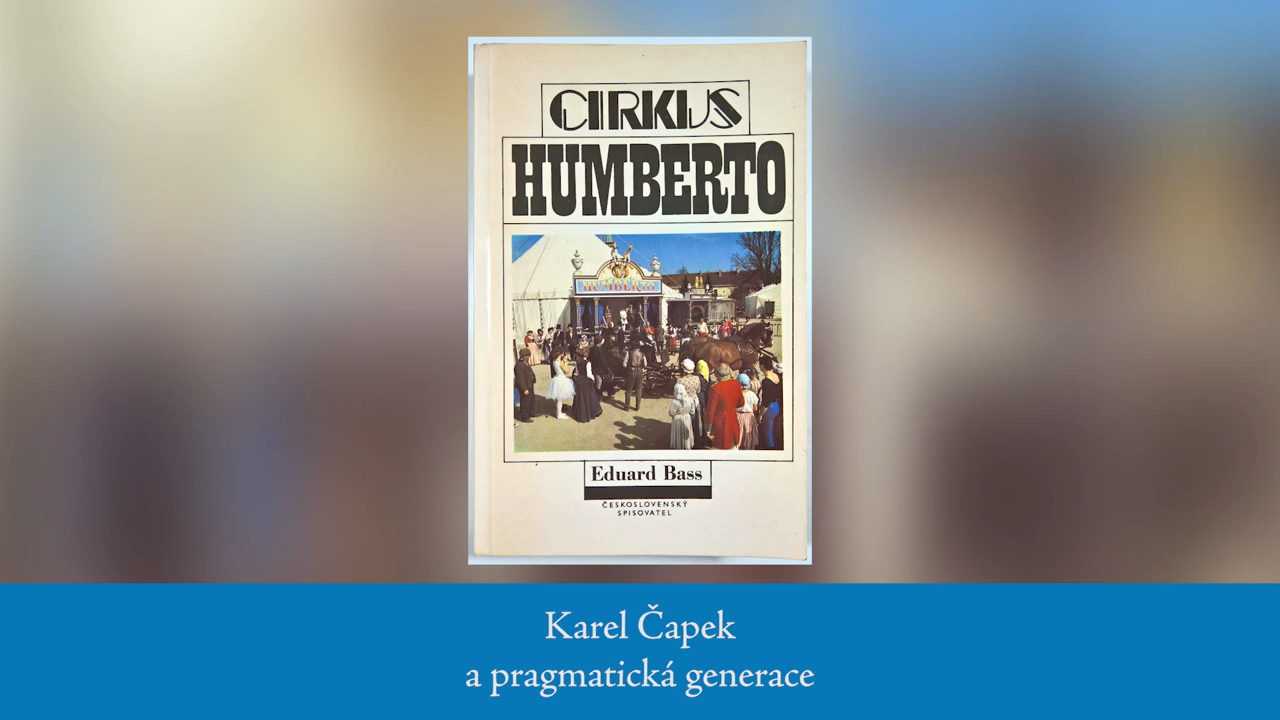 CIRKUS
HUMBERTO
HUMBERTO
Eduard Bass
ČESKOSLOVENSKÝ
SPISOVATEL
Karel Čapek
a pragmatická generace